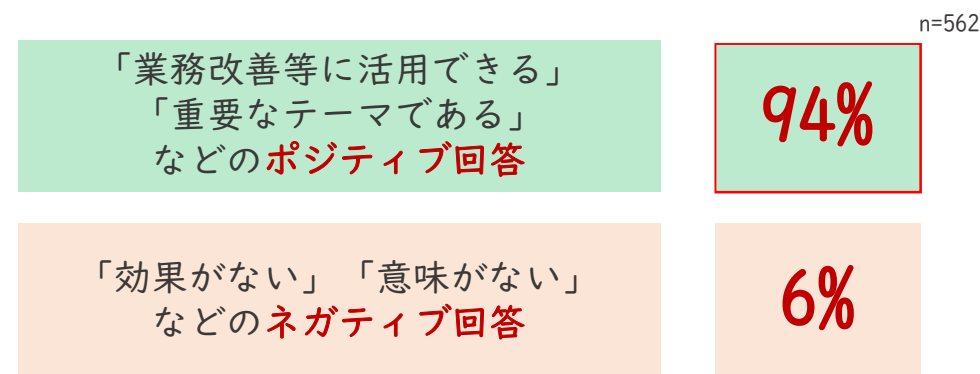 n=562
「業務改善等に活用できる」
「重要なテーマである」
などのポジティブ回答
94%
「効果がない」「意味がない」
などのネガティブ回答
6%